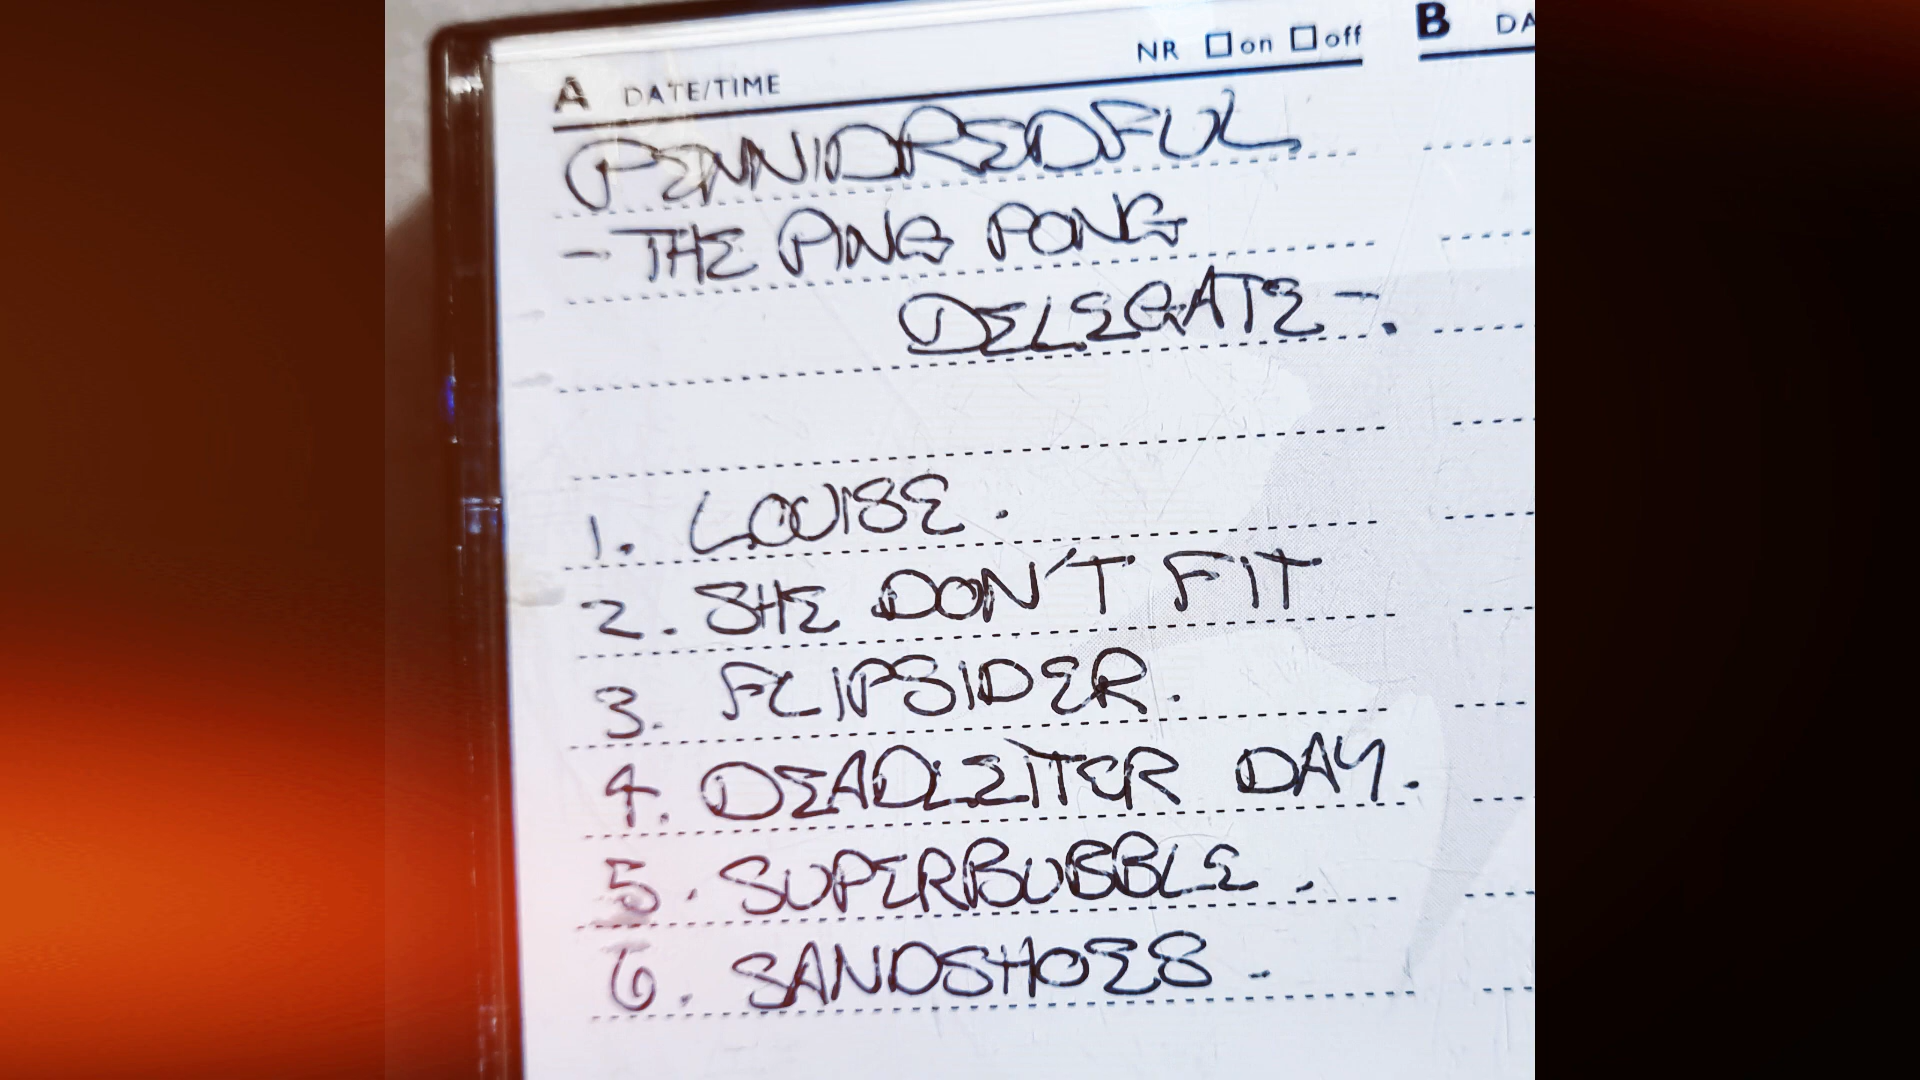 A DATE/TIME NR on off
B DA
PENNIDREDFUL
- THE PING PONG
DELEGATE -.
1. LOUISE.
2. SHE DON'T FIT
3. FLIPSIDER.
4. DEADLETTER DAY.
5. SUPERBUBBLE.
6. SANDSHOES -